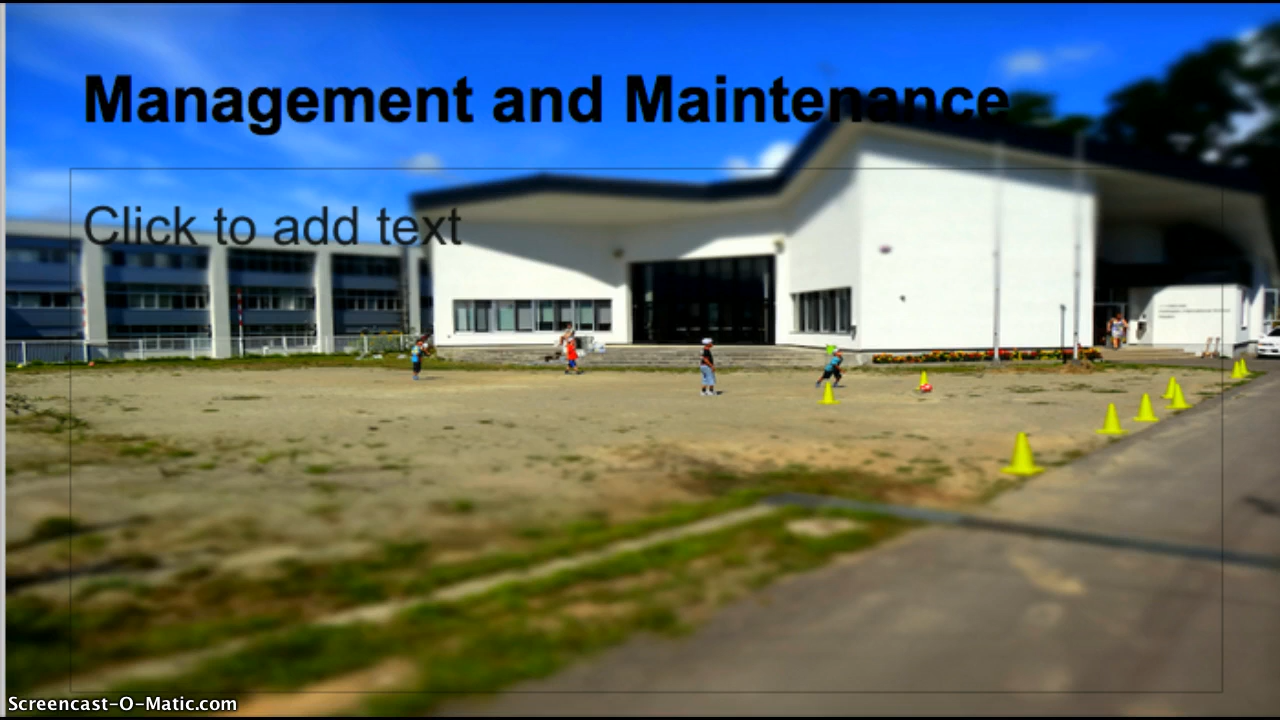 Management and Maintenance
Click to add text
Screencast-O-Matic.com